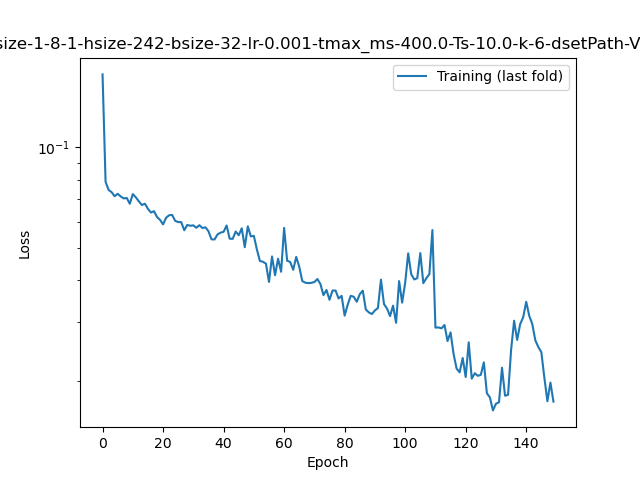 size-1-8-1-hsize-242-bsize-32-lr-0.001-tmax_ms-400.0-Ts-10.0-k-6-dsetPath-V
Training (last fold)
10⁻¹
Loss
0 20 40 60 80 100 120 140
Epoch